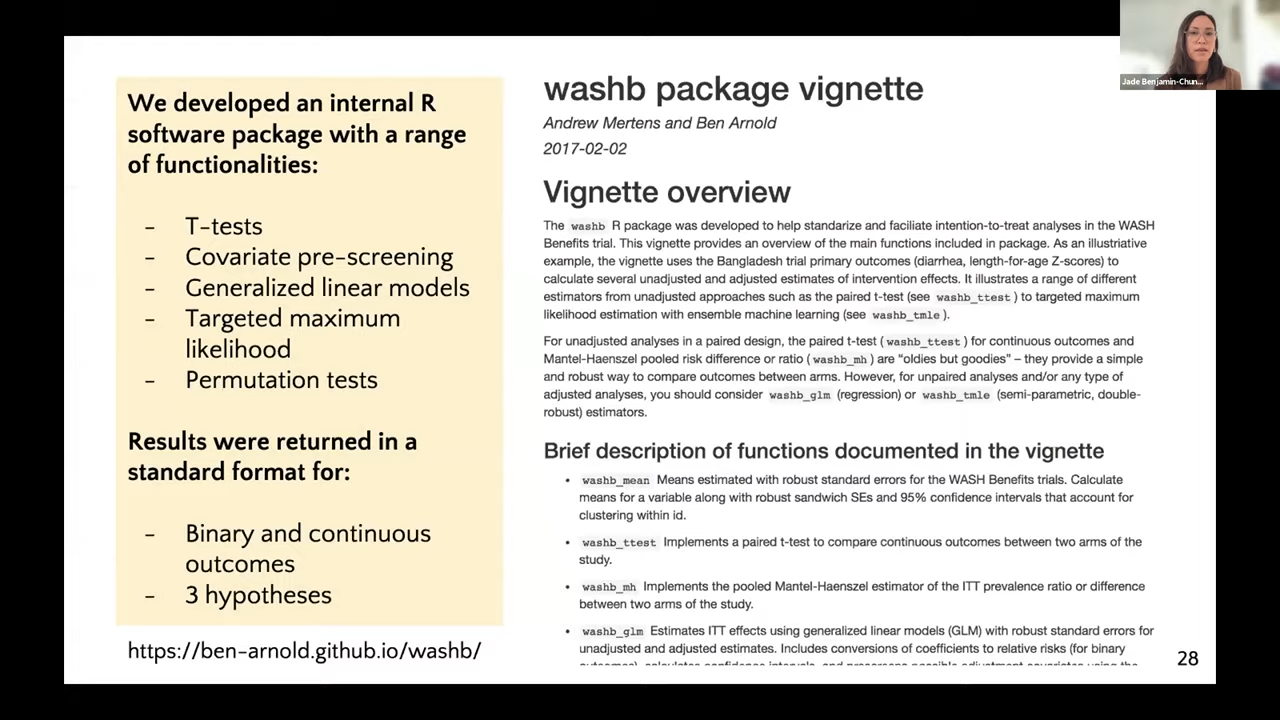 We developed an internal R
software package with a range
of functionalities:
- T-tests
- Covariate pre-screening
- Generalized linear models
- Targeted maximum
likelihood
- Permutation tests
Results were returned in a
standard format for:
- Binary and continuous
outcomes
- 3 hypotheses
https://ben-arnold.github.io/washb/
washb package vignette
Andrew Mertens and Ben Arnold
2017-02-02
Vignette overview
The washb R package was developed to help standarize and faciliate intention-to-treat analyses in the WASH
Benefits trial. This vignette provides an overview of the main functions included in package. As an illustriative
example, the vignette uses the Bangladesh trial primary outcomes (diarrhea, length-for-age Z-scores) to
calculate several unadjusted and adjusted estimates of intervention effects. It illustrates a range of different
estimators from unadjusted approaches such as the paired t-test (see washb_ttest ) to targeted maximum
likelihood estimation with ensemble machine learning (see washb_tmle ).
For unadjusted analyses in a paired design, the paired t-test ( washb_ttest ) for continuous outcomes and
Mantel-Haenszel pooled risk difference or ratio ( washb_mh ) are “oldies but goodies” – they provide a simple
and robust way to compare outcomes between arms. However, for unpaired analyses and/or any type of
adjusted analyses, you should consider washb_glm (regression) or washb_tmle (semi-parametric, double-
robust) estimators.
Brief description of functions documented in the vignette
• washb_mean Means estimated with robust standard errors for the WASH Benefits trials. Calculate
means for a variable along with robust sandwich SEs and 95% confidence intervals that account for
clustering within id.
• washb_ttest Implements a paired t-test to compare continuous outcomes between two arms of the
study.
• washb_mh Implements the pooled Mantel-Haenszel estimator of the ITT prevalence ratio or difference
between two arms of the study.
• washb_glm Estimates ITT effects using generalized linear models (GLM) with robust standard errors for
unadjusted and adjusted estimates. Includes conversions of coefficients to relative risks (for binary
28
Jade Benjamin-Chun...